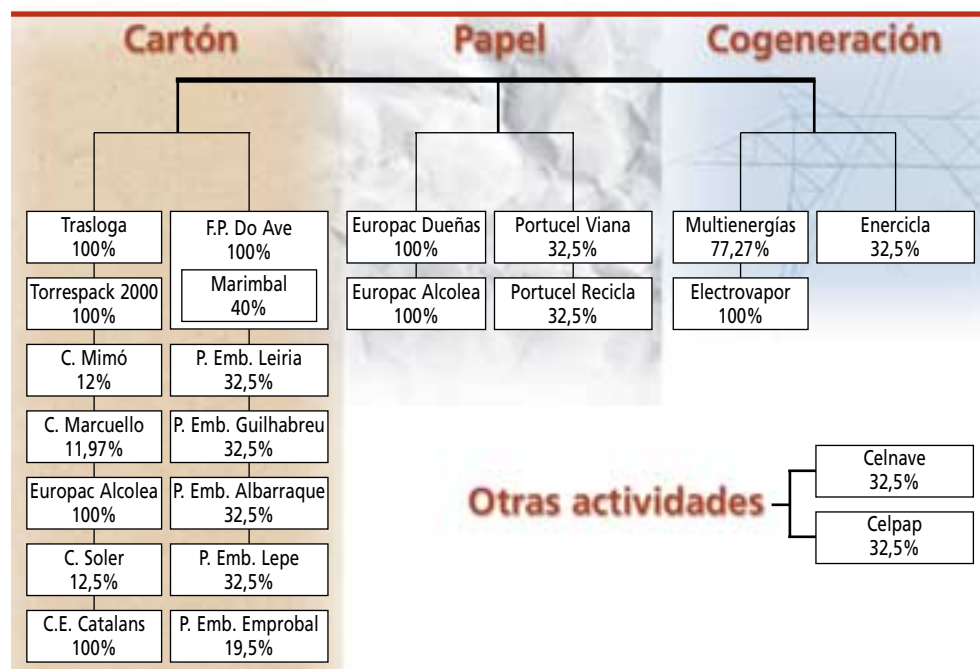 Cartón
Papel
Cogeneración
Trasloga
100%
Torrespack 2000
100%
C. Mimó
12%
C. Marcuello
11,97%
Europac Alcolea
100%
C. Soler
12,5%
C.E. Catalans
100%
F.P. Do Ave
100%
Marimbal
40%
P. Emb. Leiria
32,5%
P. Emb. Guilhabreu
32,5%
P. Emb. Albarraque
32,5%
P. Emb. Lepe
32,5%
P. Emb. Emprobal
19,5%
Europac Dueñas
100%
Europac Alcolea
100%
Portucel Viana
32,5%
Portucel Recicla
32,5%
Multienergías
77,27%
Electrovapor
100%
Enercicla
32,5%
Otras actividades
Celnave
32,5%
Celpap
32,5%